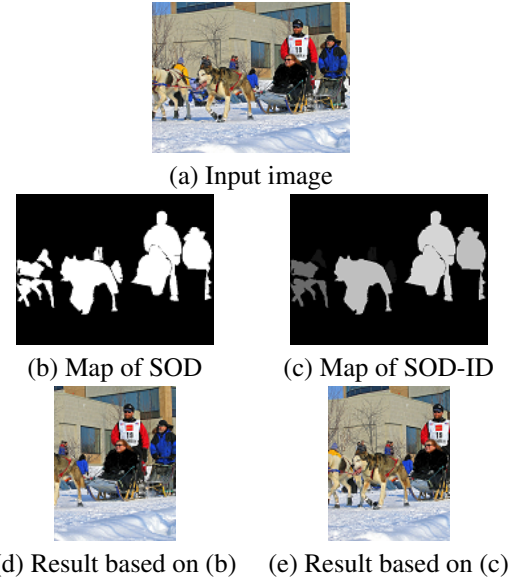 (a) Input image
(b) Map of SOD
(c) Map of SOD-ID
(d) Result based on (b)
(e) Result based on (c)